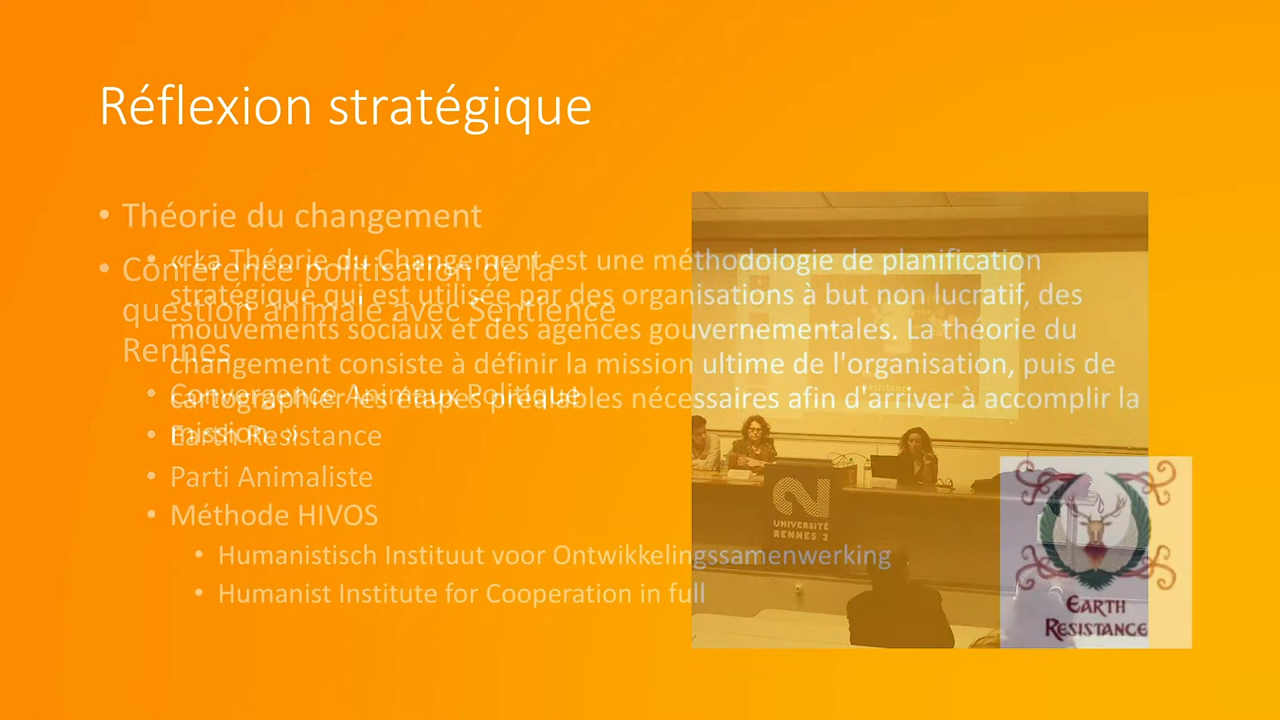 Réflexion stratégique
• Théorie du changement
• « La Théorie du Changement est une méthodologie de planification
stratégique qui est utilisée par des organisations à but non lucratif, des
mouvements sociaux et des agences gouvernementales. La théorie du
changement consiste à définir la mission ultime de l'organisation, puis de
cartographier les étapes préalables nécessaires afin d'arriver à accomplir la
mission. »
• Conférence politisation de la
question animale avec Sentience
Rennes
• Convergence Animaux Politique
• Earth Resistance
• Parti Animaliste
• Méthode HIVOS
• Humanistisch Instituut voor Ontwikkelingssamenwerking
• Humanist Institute for Cooperation in full
UNIVERSITÉ
RENNES 2
EARTH
RESISTANCE